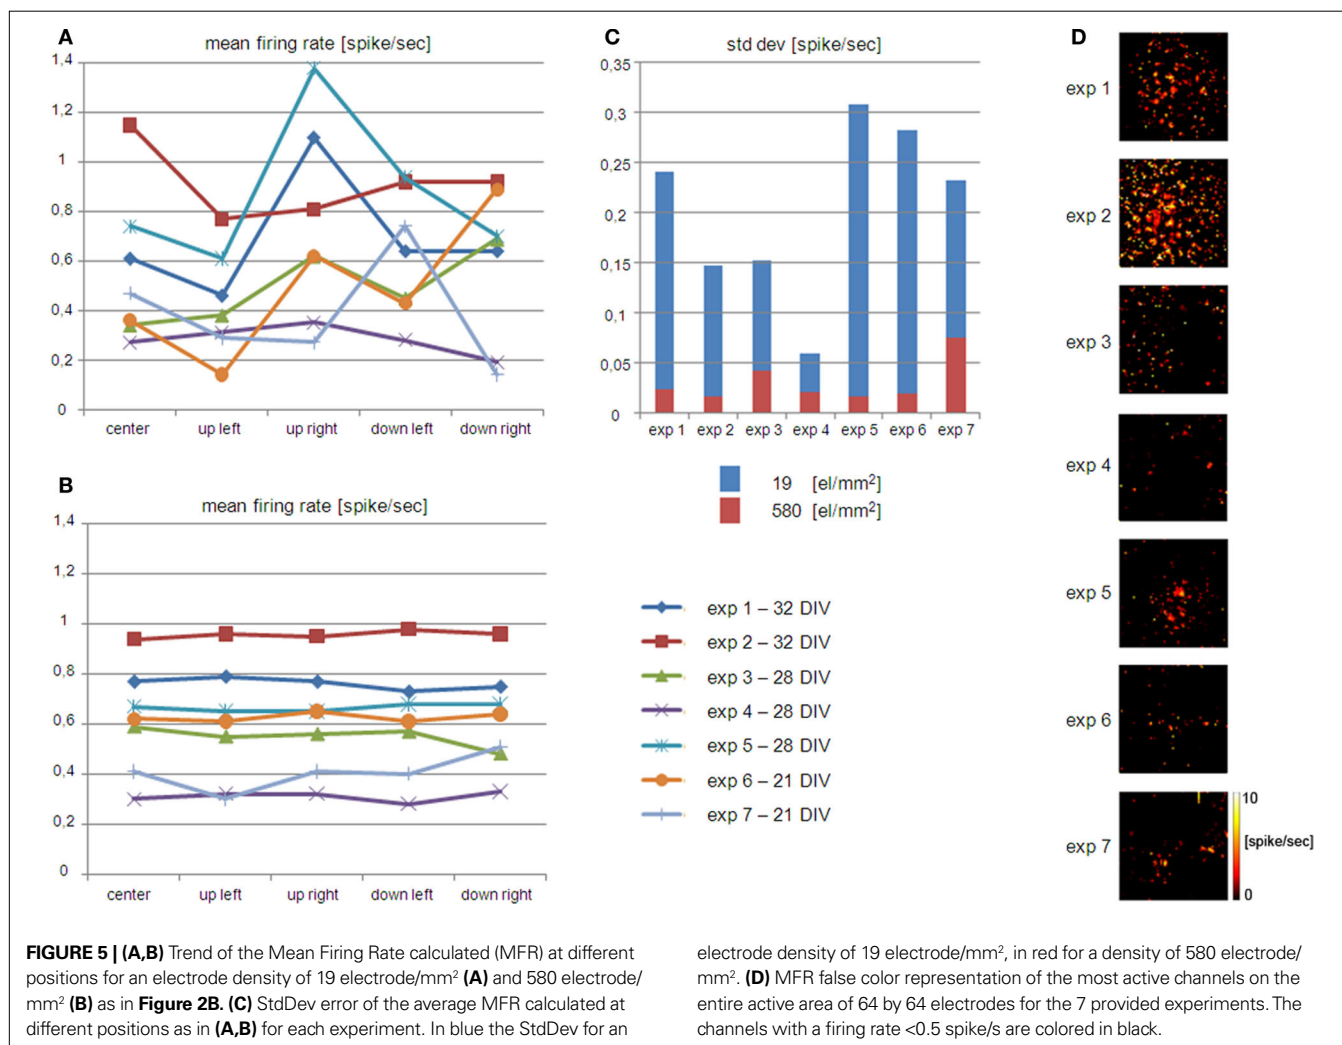 A
mean firing rate [spike/sec]
1,4
1,2
1
0,8
0,6
0,4
0,2
0
center
up left
up right
down left
down right
B
mean firing rate [spike/sec]
1,4
1,2
1
0,8
0,6
0,4
0,2
0
center
up left
up right
down left
down right
C
std dev [spike/sec]
0,35
0,3
0,25
0,2
0,15
0,1
0,05
0
exp 1
exp 2
exp 3
exp 4
exp 5
exp 6
exp 7
19 [el/mm²]
580 [el/mm²]
exp 1 – 32 DIV
exp 2 – 32 DIV
exp 3 – 28 DIV
exp 4 – 28 DIV
exp 5 – 28 DIV
exp 6 – 21 DIV
exp 7 – 21 DIV
D
exp 1
exp 2
exp 3
exp 4
exp 5
exp 6
exp 7
10
[spike/sec]
0
FIGURE 5 | (A,B) Trend of the Mean Firing Rate calculated (MFR) at different
positions for an electrode density of 19 electrode/mm² (A) and 580 electrode/
mm² (B) as in Figure 2B. (C) StdDev error of the average MFR calculated at
different positions as in (A,B) for each experiment. In blue the StdDev for an
electrode density of 19 electrode/mm², in red for a density of 580 electrode/
mm². (D) MFR false color representation of the most active channels on the
entire active area of 64 by 64 electrodes for the 7 provided experiments. The
channels with a firing rate <0.5 spike/s are colored in black.